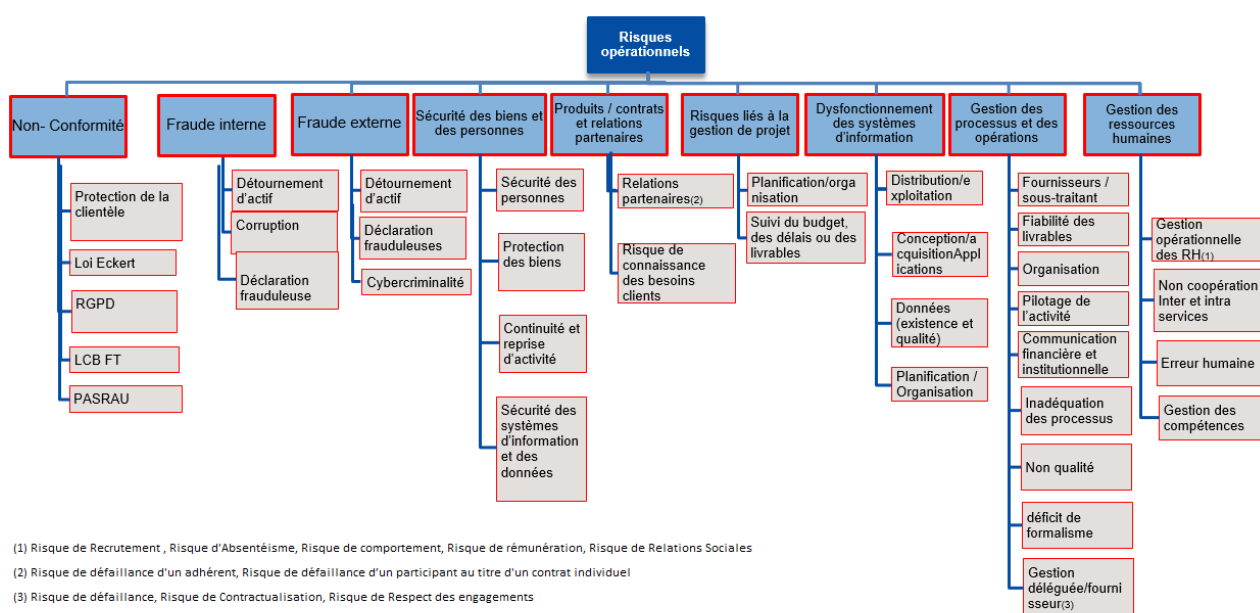 Risques
opérationnels
Non- Conformité
Fraude interne
Fraude externe
Sécurité des biens et
des personnes
Produits / contrats
et relations
partenaires
Risques liés à la
gestion de projet
Dysfonctionnement
des systèmes
d'information
Gestion des
processus et des
opérations
Gestion des
ressources
humaines
Protection de la
clientèle
Loi Eckert
RGPD
LCB FT
PASRAU
Détournement
d'actif
Corruption
Déclaration
frauduleuse
Détournement
d'actif
Déclaration
frauduleuses
Cybercriminalité
Sécurité des
personnes
Protection
des biens
Continuité et
reprise
d'activité
Sécurité des
systèmes
d'information
et des
données
Relations
partenaires(2)
Risque de
connaissance
des besoins
clients
Planification/orga
nisation
Suivi du budget,
des délais ou des
livrables
Distribution/e
xploitation
Conception/a
cquisitionAppl
ications
Données
(existence et
qualité)
Planification /
Organisation
Fournisseurs /
sous-traitant
Fiabilité des
livrables
Organisation
Pilotage de
l'activité
Communication
financière et
institutionnelle
Inadéquation
des processus
Non qualité
déficit de
formalisme
Gestion
déléguée/fourni
sseur(3)
Gestion
opérationnelle
des RH(1)
Non coopération
Inter et intra
services
Erreur humaine
Gestion des
compétences
(1) Risque de Recrutement , Risque d'Absentéisme, Risque de comportement, Risque de rémunération, Risque de Relations Sociales
(2) Risque de défaillance d'un adhérent, Risque de défaillance d'un participant au titre d'un contrat individuel
(3) Risque de défaillance, Risque de Contractualisation, Risque de Respect des engagements